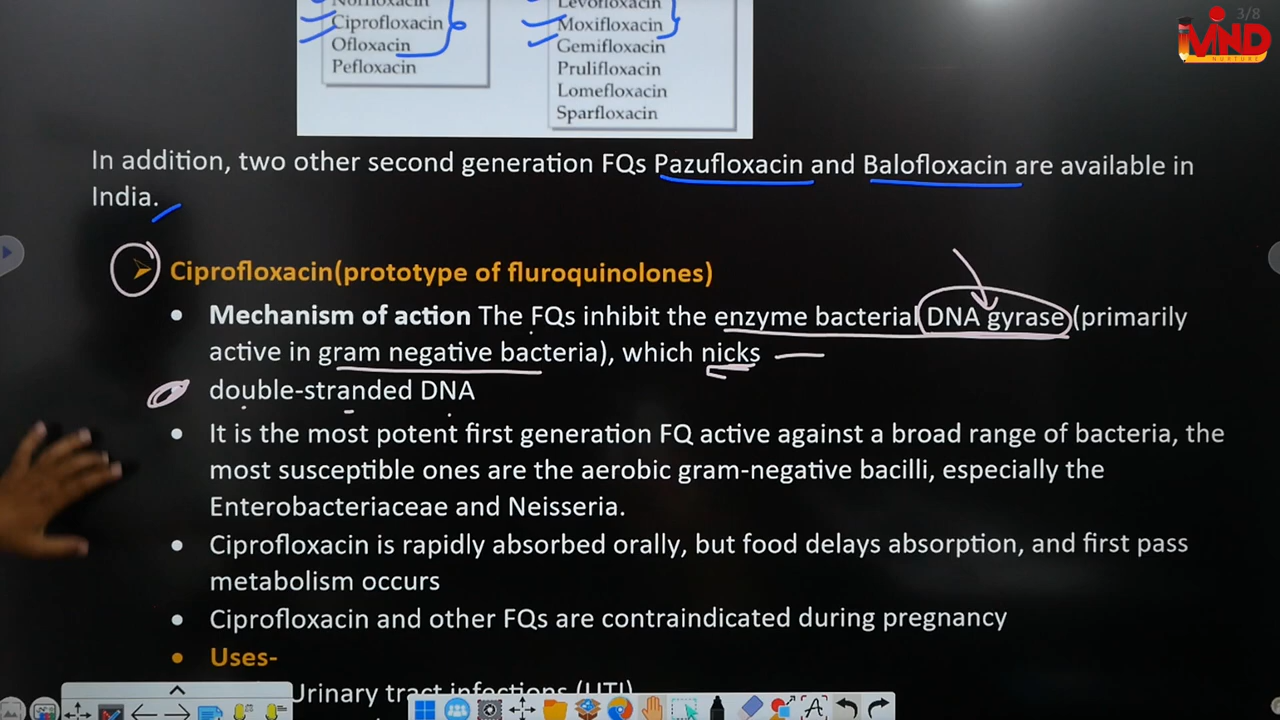 Norfloxacin
Levofloxacin
Ciprofloxacin
Moxifloxacin
Ofloxacin
Gemifloxacin
Pefloxacin
Prulifloxacin
Lomefloxacin
Sparfloxacin
3/8
MIND
NURTURE
In addition, two other second generation FQs Pazufloxacin and Balofloxacin are available in
India.
Ciprofloxacin(prototype of fluroquinolones)
Mechanism of action The FQs inhibit the enzyme bacterial DNA gyrase (primarily
active in gram negative bacteria), which nicks
double-stranded DNA
It is the most potent first generation FQ active against a broad range of bacteria, the
most susceptible ones are the aerobic gram-negative bacilli, especially the
Enterobacteriaceae and Neisseria.
Ciprofloxacin is rapidly absorbed orally, but food delays absorption, and first pass
metabolism occurs
Ciprofloxacin and other FQs are contraindicated during pregnancy
Uses-
Urinary tract infections (UTI)